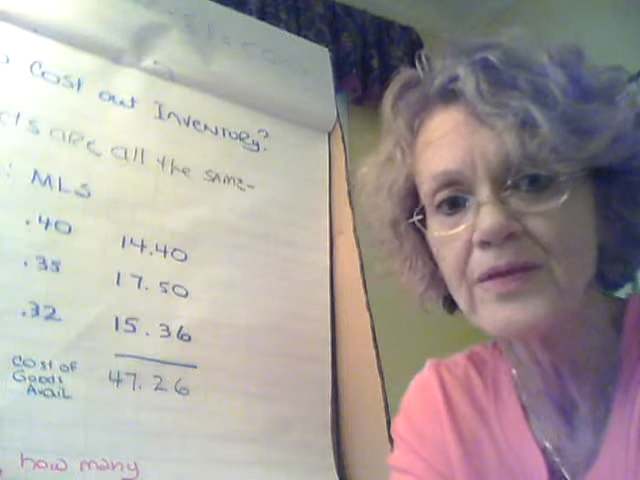 Cost out Inventory?
are all the same-
: MLS
.40 14.40
.35 17.50
.32 15.36
Cost of
Goods
Avail 47.26
how many